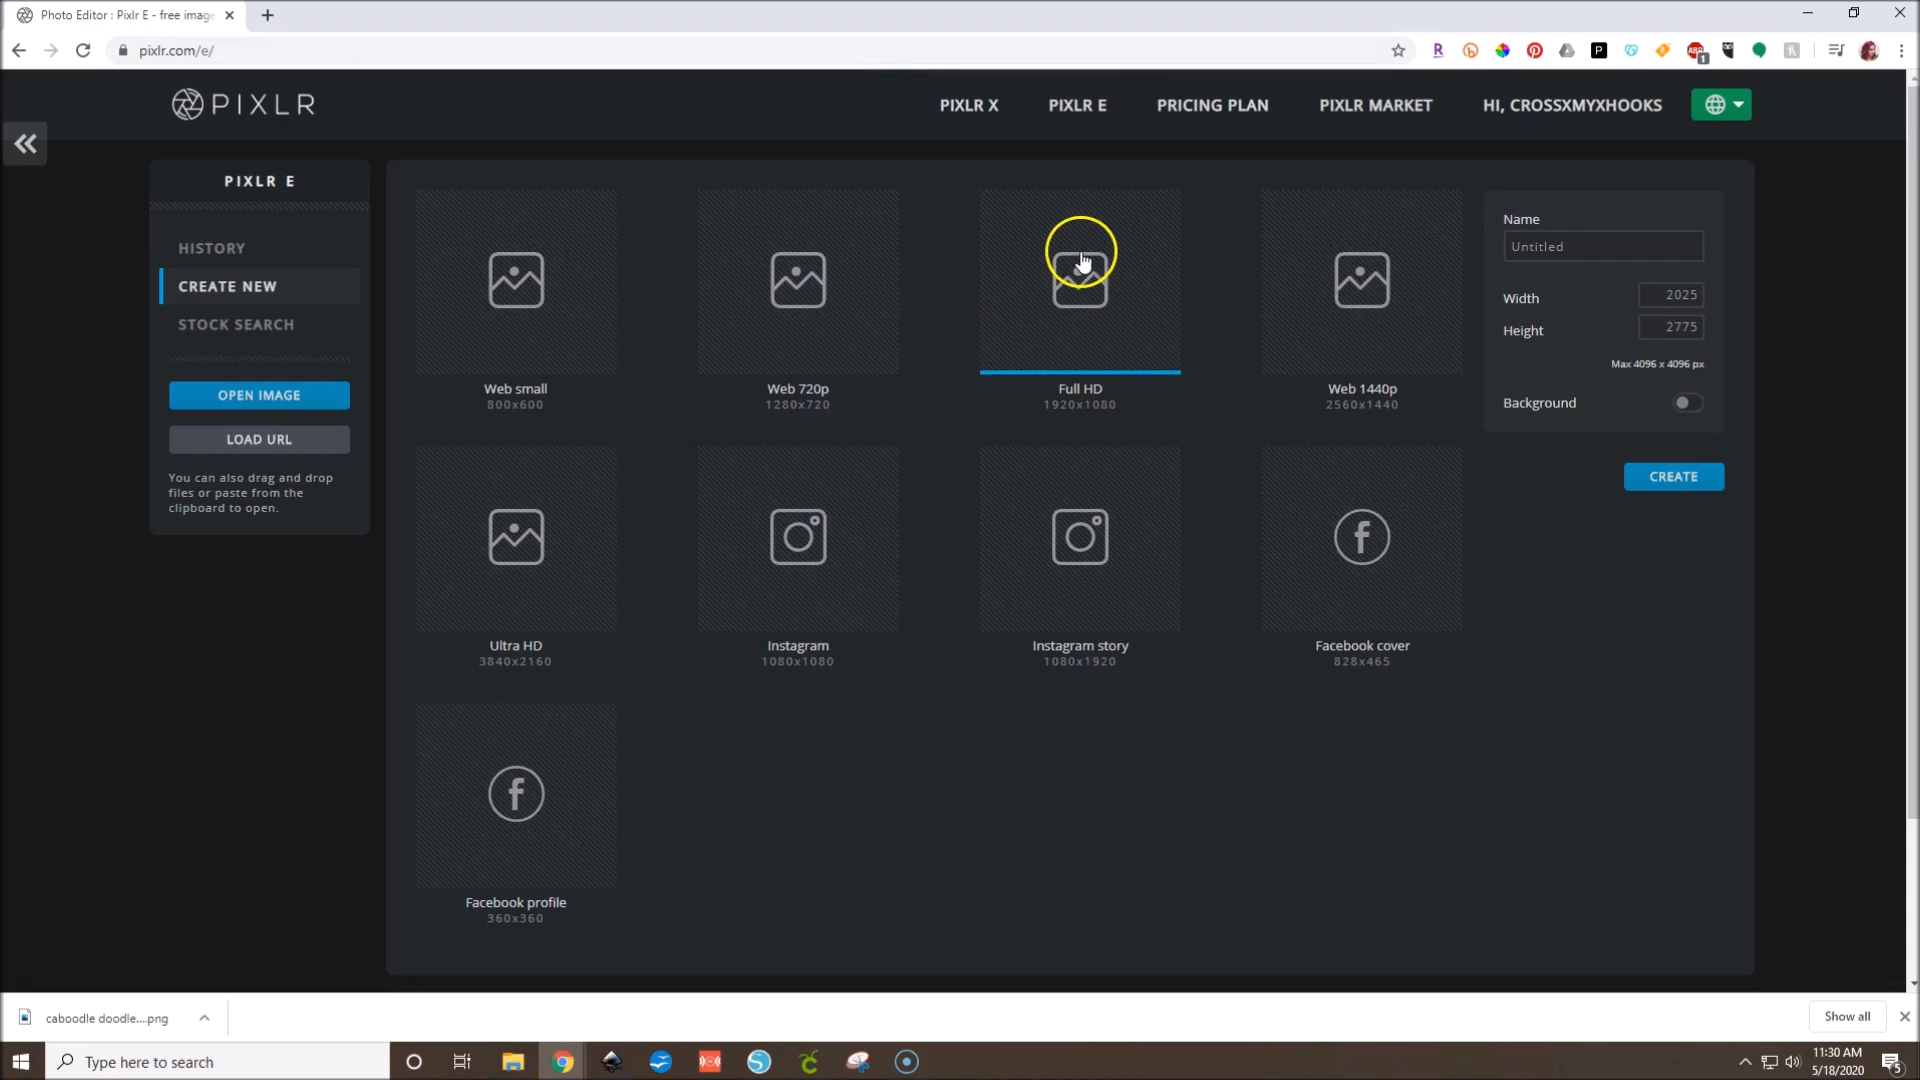 Photo Editor : Pixlr E - free imag
pixlr.com/e/
PIXLR
PIXLR X
PIXLR E
PRICING PLAN
PIXLR MARKET
HI, CROSSXMYXHOOKS
PIXLR E
HISTORY
CREATE NEW
STOCK SEARCH
OPEN IMAGE
LOAD URL
You can also drag and drop
files or paste from the
clipboard to open.
Web small
800x600
Web 720p
1280x720
Full HD
1920x1080
Web 1440p
2560x1440
Ultra HD
3840x2160
Instagram
1080x1080
Instagram story
1080x1920
Facebook cover
828x465
Facebook profile
360x360
Name
Untitled
Width
2025
Height
2775
Max 4096 x 4096 px
Background
CREATE
caboodle doodle....png
Show all
Type here to search
11:30 AM
5/18/2020
5